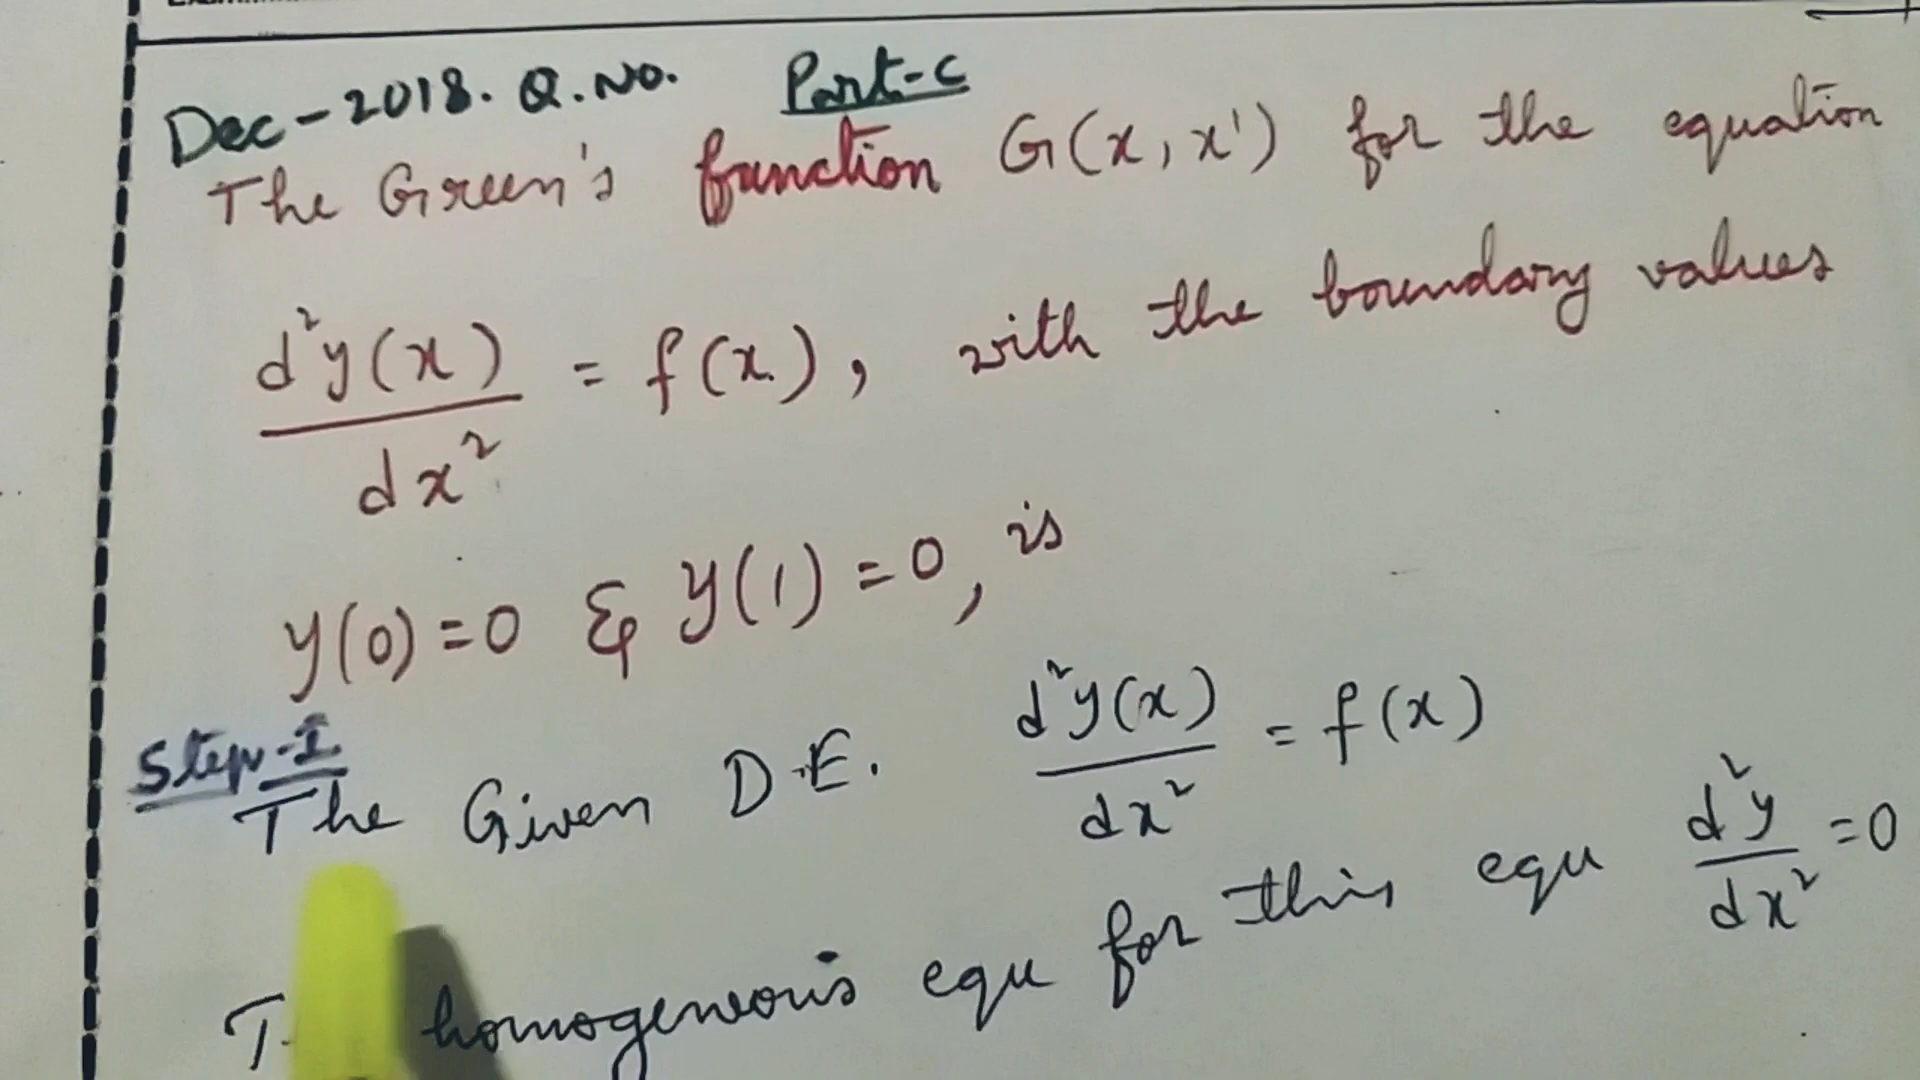 Dec-2018. Q.No. Part-C
The Green's function G(x, x') for the equation
d²y(x)/dx² = f(x), with the boundary values
y(0)=0 & y(1)=0, is
Step-I
The Given D.E. d²y(x)/dx² = f(x)
homogeneous equ for this equ d²y/dx² =0